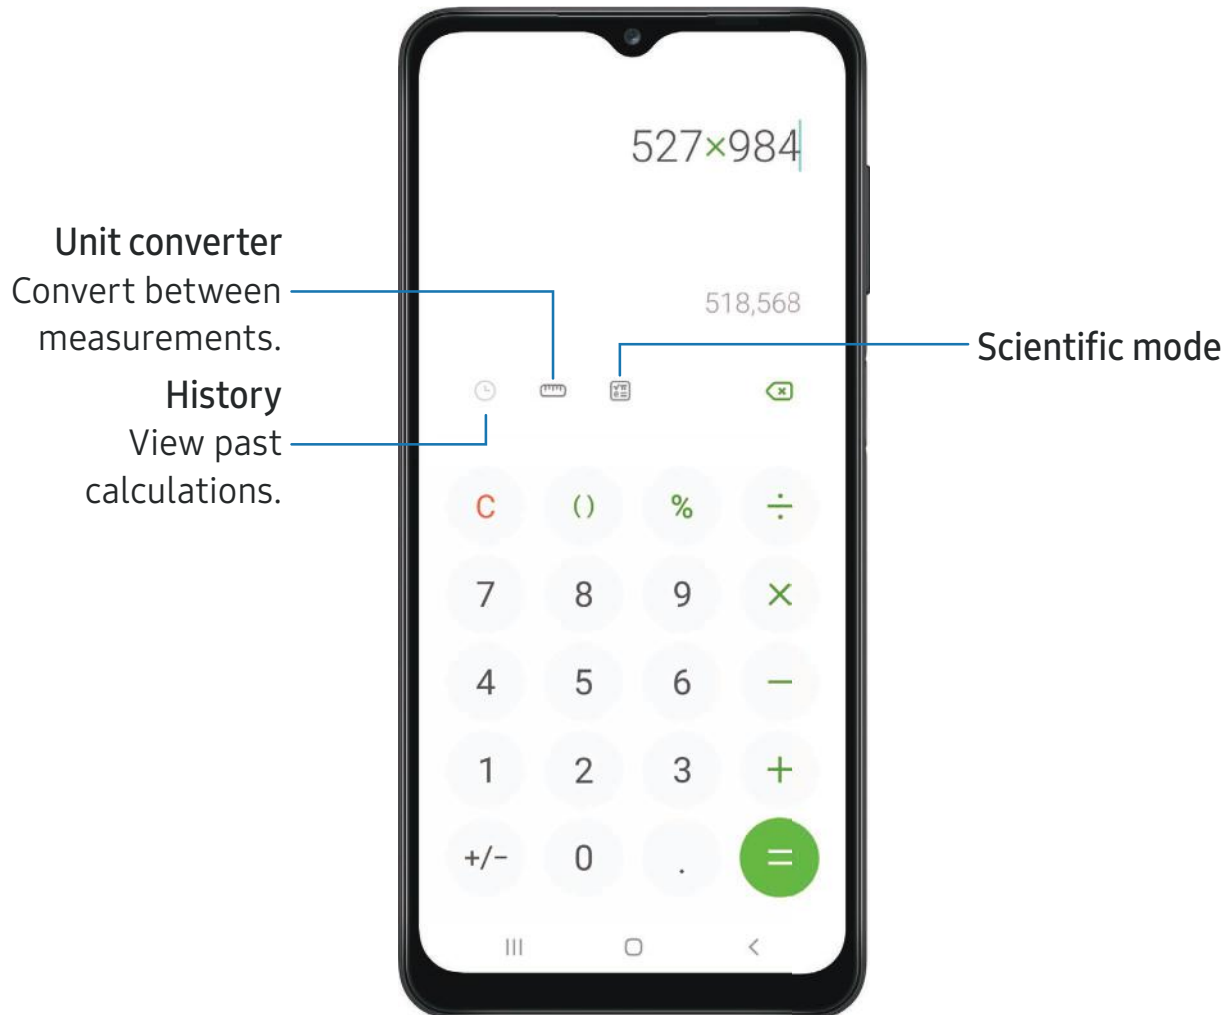 527×984
518,568
Unit converter
Convert between
measurements.
History
View past
calculations.
Scientific mode
C () % ÷
7 8 9 ×
4 5 6 −
1 2 3 +
+/− 0 . =